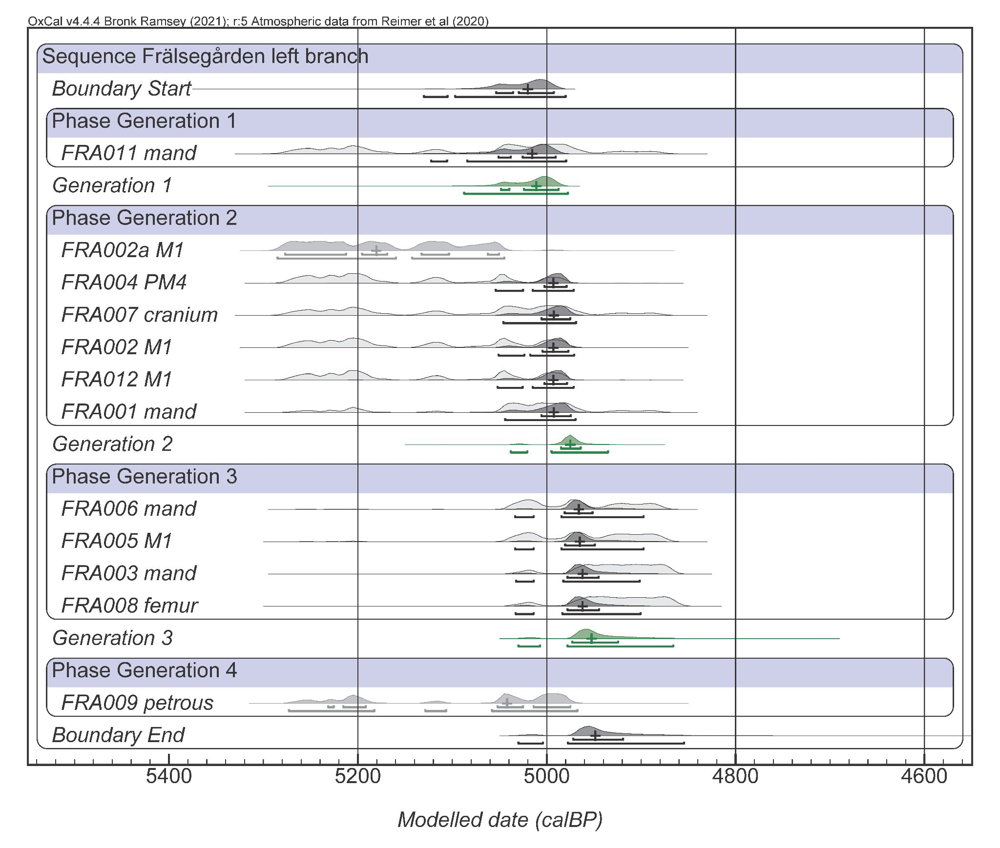 OxCal v4.4.4 Bronk Ramsey (2021); r:5 Atmospheric data from Reimer et al (2020)
Sequence Frälsegården left branch
Boundary Start
Phase Generation 1
FRA011 mand
Generation 1
Phase Generation 2
FRA002a M1
FRA004 PM4
FRA007 cranium
FRA002 M1
FRA012 M1
FRA001 mand
Generation 2
Phase Generation 3
FRA006 mand
FRA005 M1
FRA003 mand
FRA008 femur
Generation 3
Phase Generation 4
FRA009 petrous
Boundary End
5400 5200 5000 4800 4600
Modelled date (calBP)